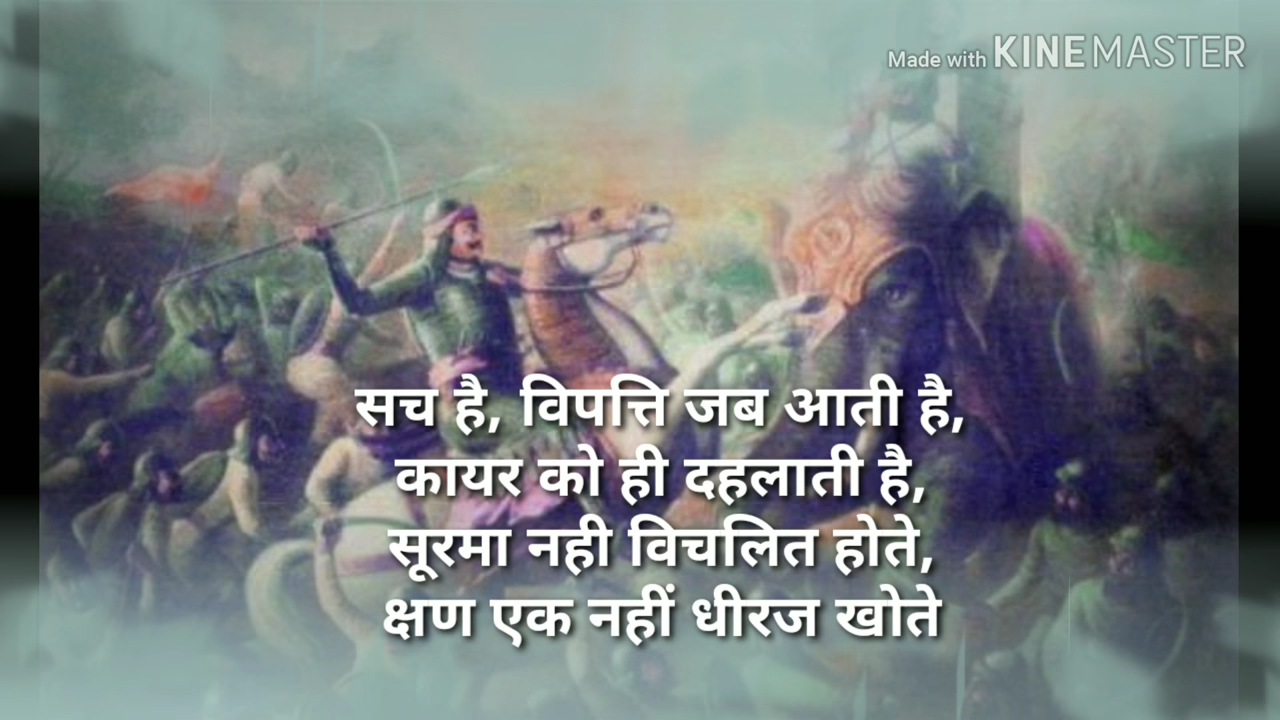 Made with KINEMASTER
सच है, विपत्ति जब आती है,
कायर को ही दहलाती है,
सूरमा नही विचलित होते,
क्षण एक नहीं धीरज खोते